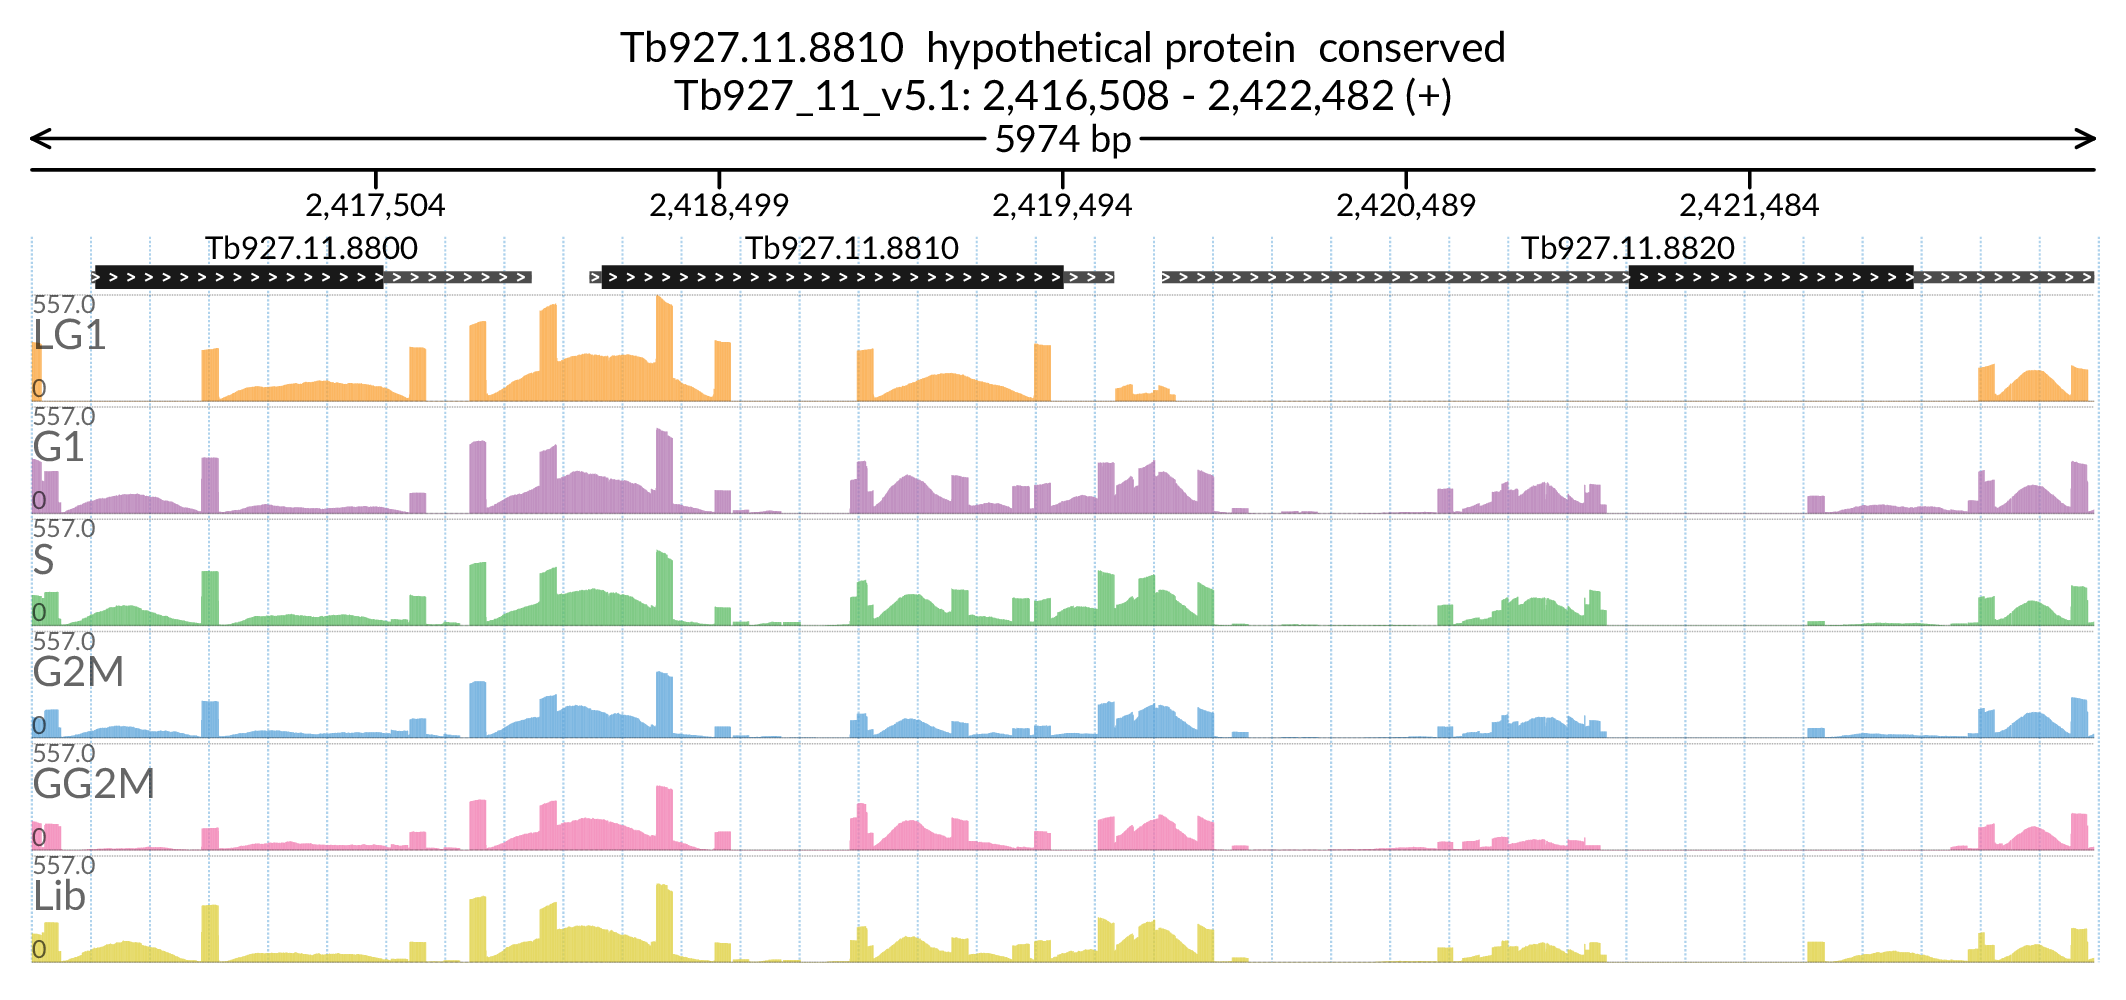 Tb927.11.8810 hypothetical protein conserved
Tb927_11_v5.1: 2,416,508 - 2,422,482 (+)
5974 bp
2,417,504 2,418,499 2,419,494 2,420,489 2,421,484
Tb927.11.8800 Tb927.11.8810 Tb927.11.8820
557.0
LG1
0
557.0
G1
0
557.0
S
0
557.0
G2M
0
557.0
GG2M
0
557.0
Lib
0